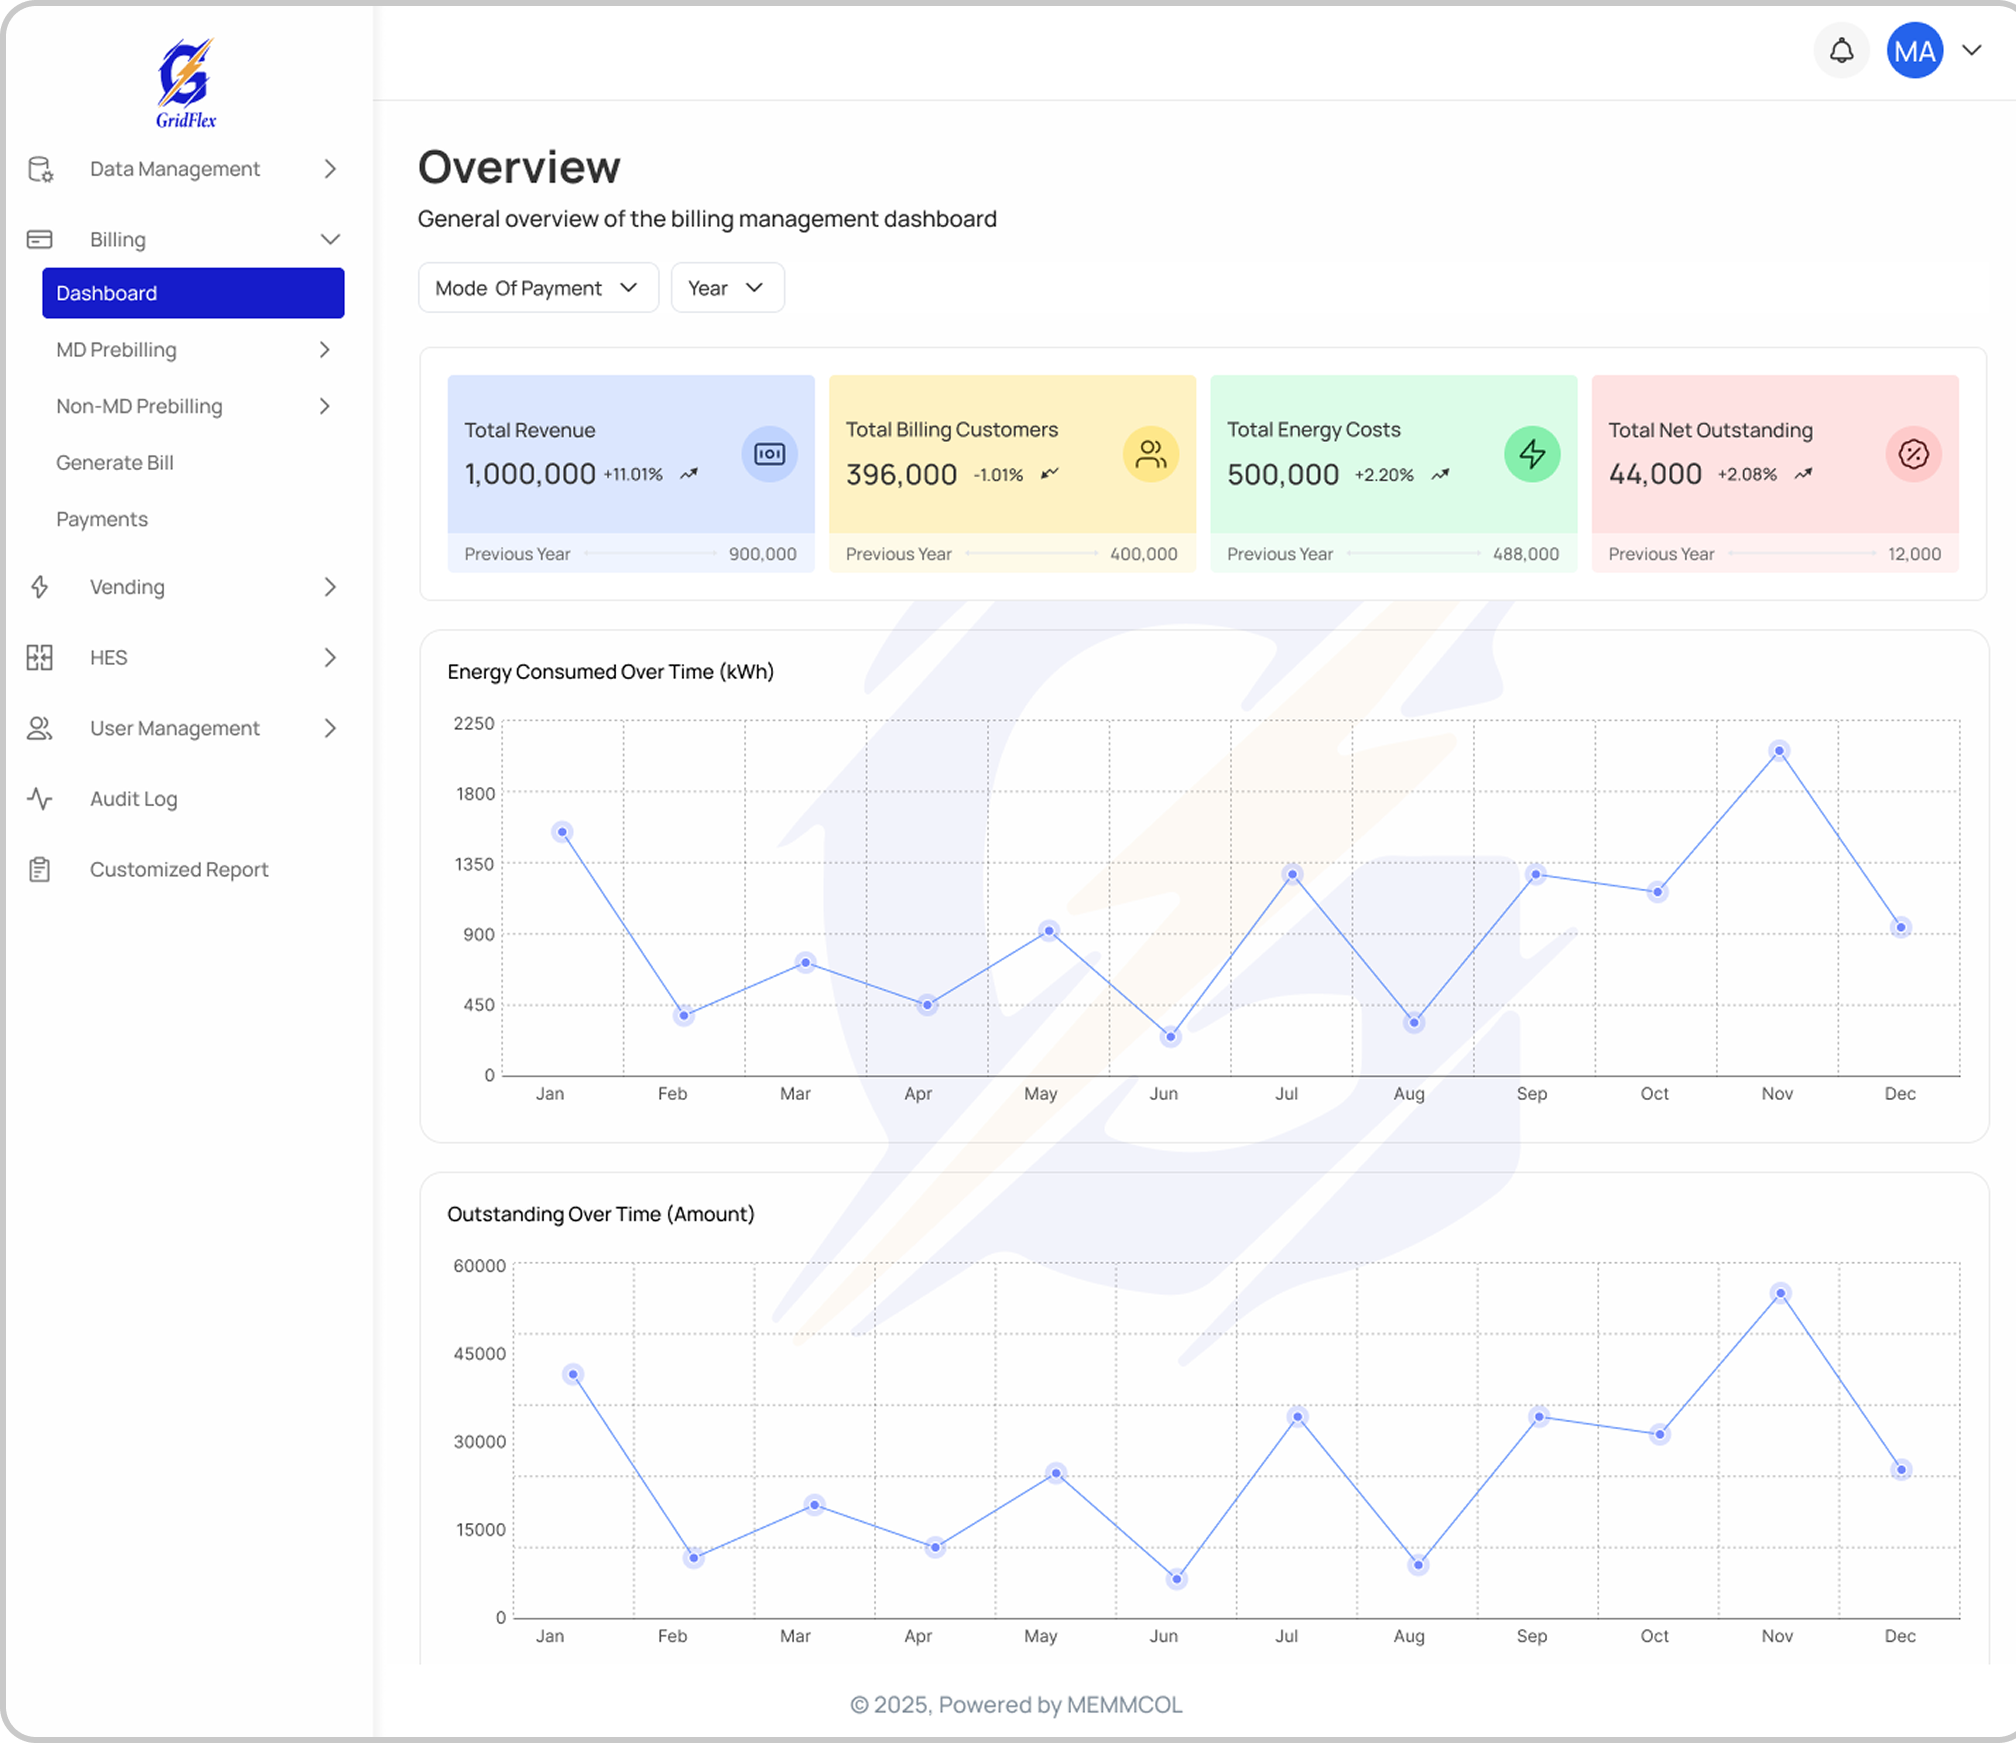 GridFlex
MA
Data Management
Billing
Dashboard
MD Prebilling
Non-MD Prebilling
Generate Bill
Payments
Vending
HES
User Management
Audit Log
Customized Report
Overview
General overview of the billing management dashboard
Mode Of Payment
Year
Total Revenue
1,000,000 +11.01%
Previous Year 900,000
Total Billing Customers
396,000 -1.01%
Previous Year 400,000
Total Energy Costs
500,000 +2.20%
Previous Year 488,000
Total Net Outstanding
44,000 +2.08%
Previous Year 12,000
Energy Consumed Over Time (kWh)
2250
1800
1350
900
450
0
Jan Feb Mar Apr May Jun Jul Aug Sep Oct Nov Dec
Outstanding Over Time (Amount)
60000
45000
30000
15000
0
Jan Feb Mar Apr May Jun Jul Aug Sep Oct Nov Dec
© 2025, Powered by MEMMCOL